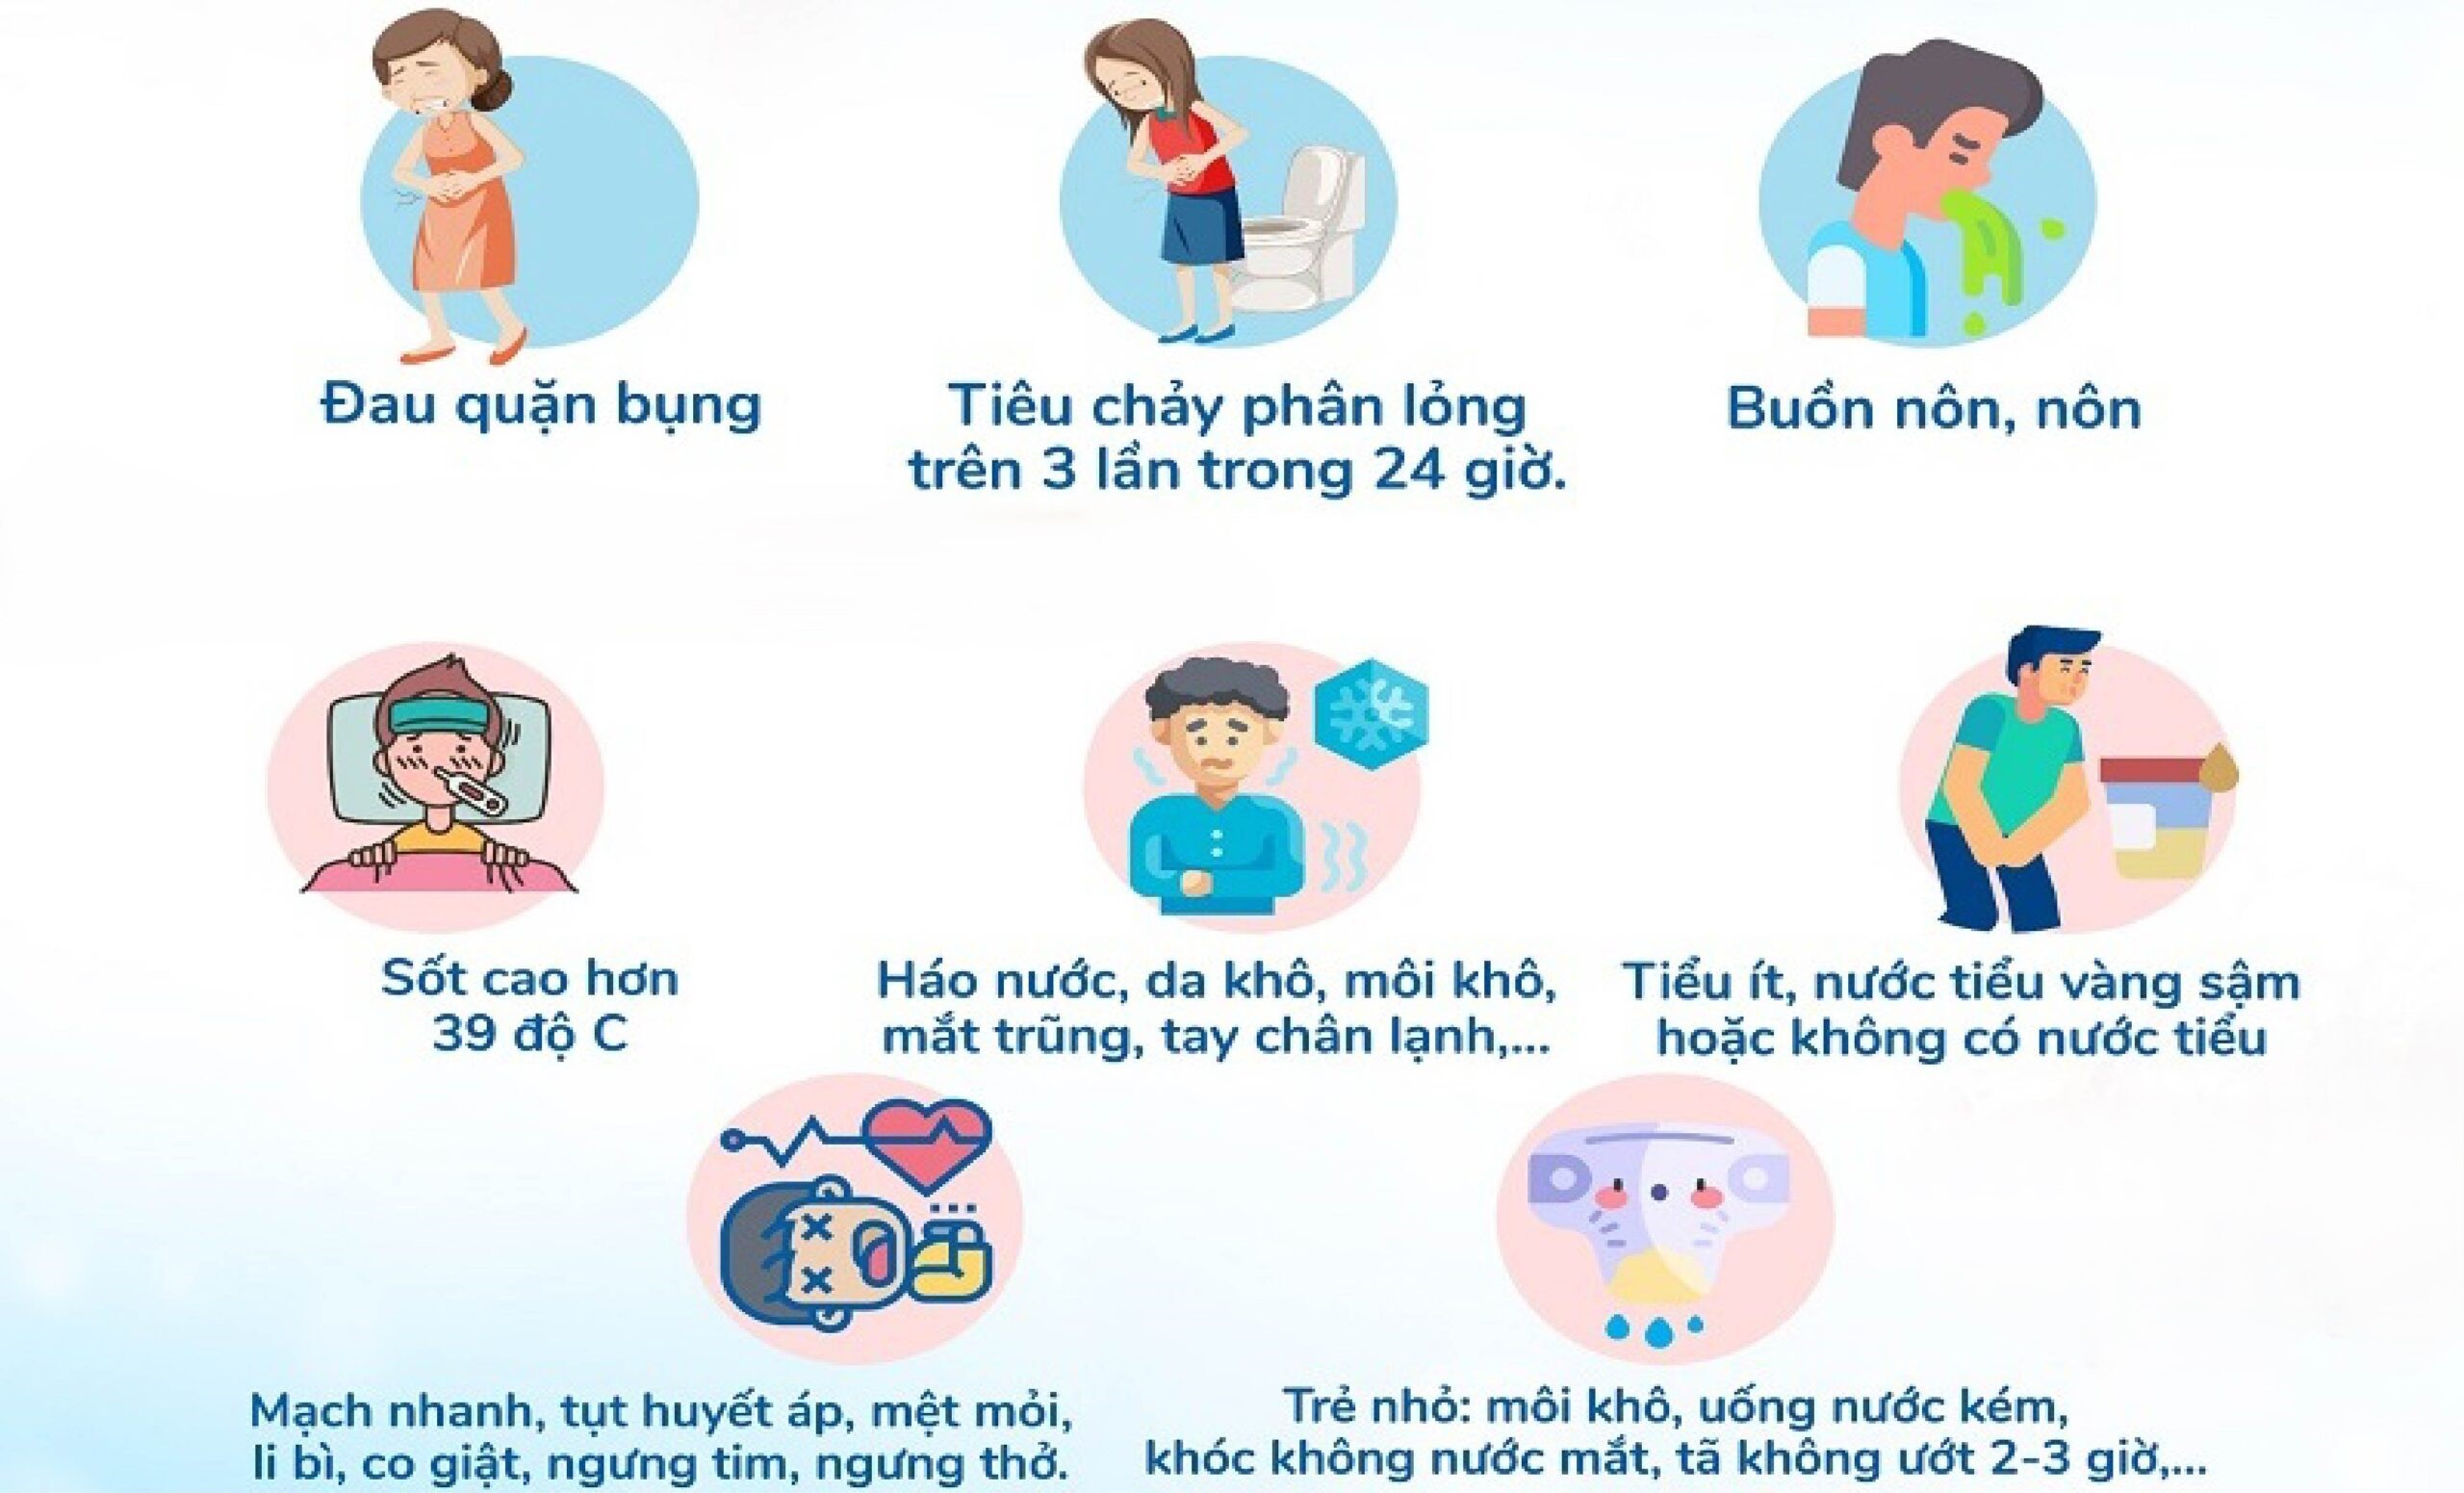 Đau quặn bụng
Tiêu chảy phân lỏng
trên 3 lần trong 24 giờ.
Buồn nôn, nôn
Sốt cao hơn
39 độ C
Háo nước, da khô, môi khô,
mắt trũng, tay chân lạnh,...
Tiểu ít, nước tiểu vàng sậm
hoặc không có nước tiểu
Mạch nhanh, tụt huyết áp, mệt mỏi,
li bì, co giật, ngưng tim, ngưng thở.
Trẻ nhỏ: môi khô, uống nước kém,
khóc không nước mắt, tã không ướt 2-3 giờ,...